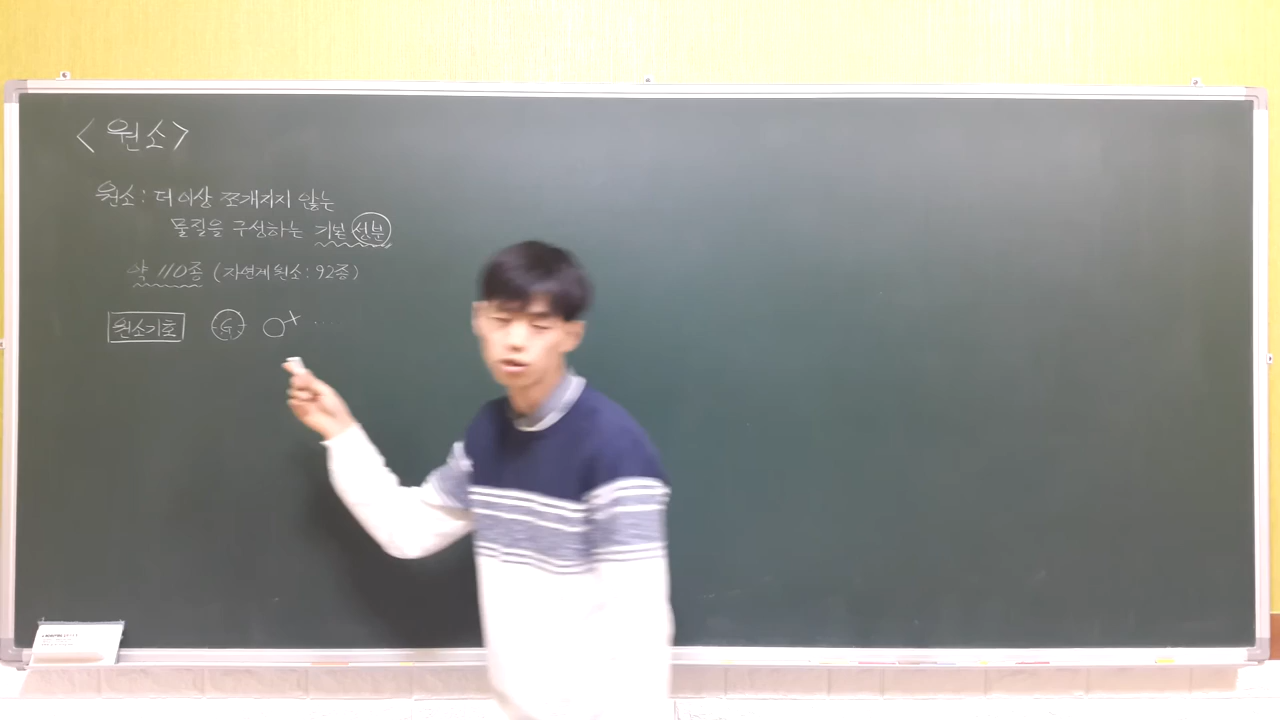 <원소>
원소: 더 이상 쪼개지지 않는
물질을 구성하는 기본 성분
약 110종 (자연계 원소: 92종)
원소기호 G ...